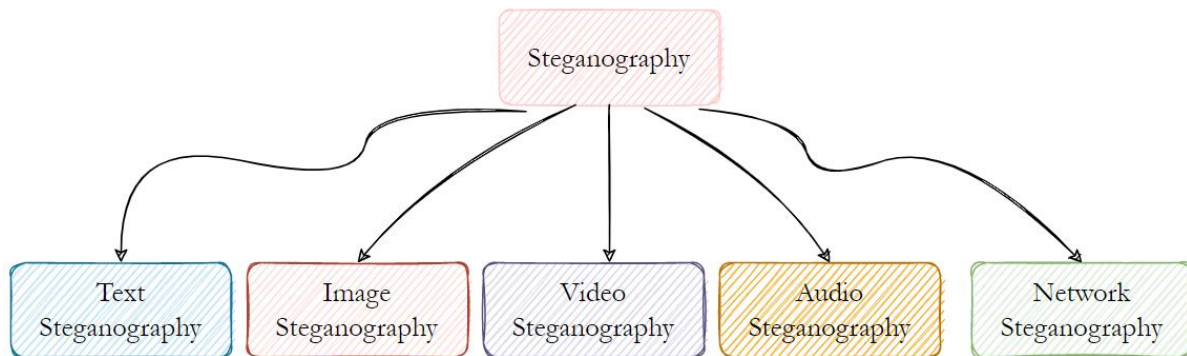 Steganography
Text
Steganography
Image
Steganography
Video
Steganography
Audio
Steganography
Network
Steganography